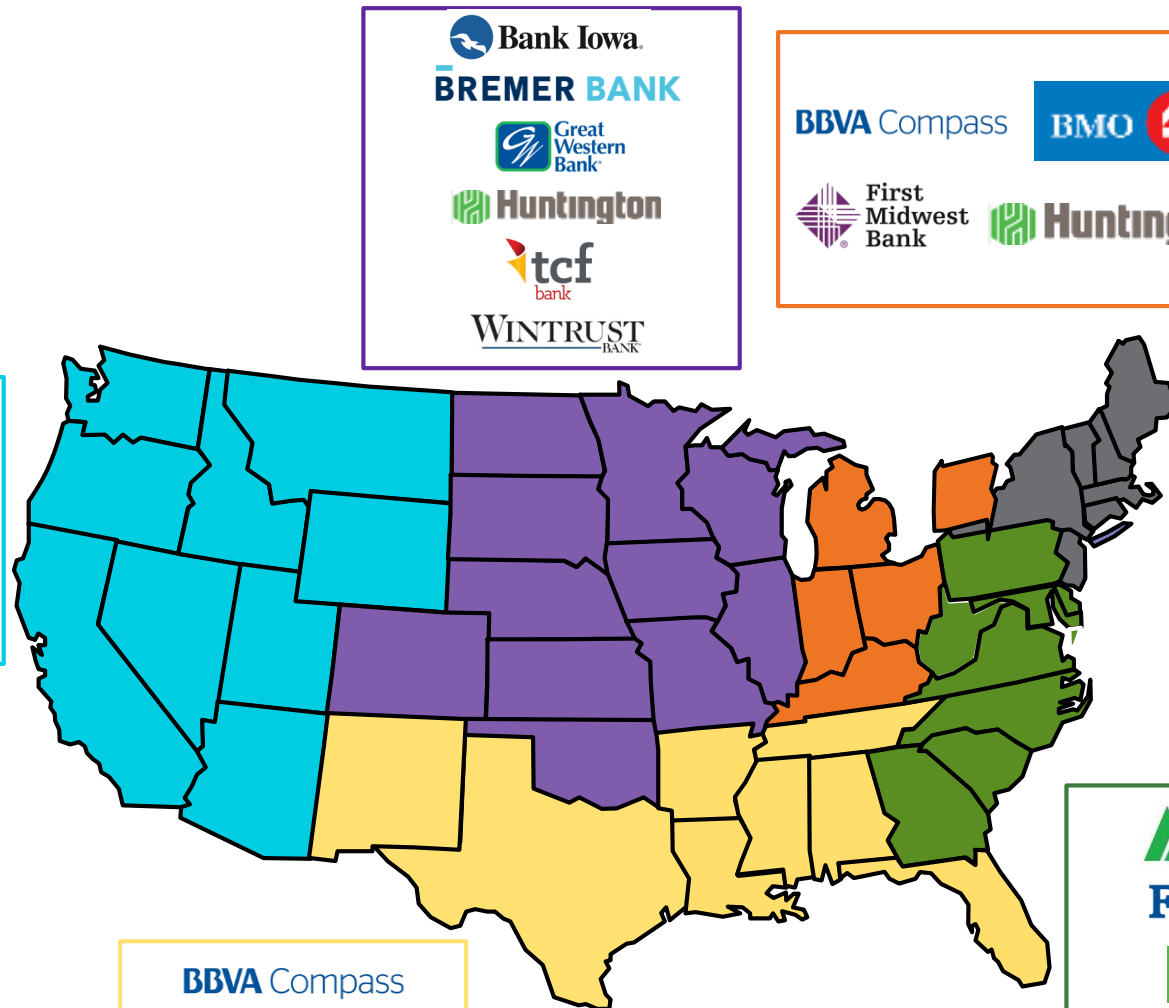 Bank Iowa.
BREMER BANK
Great
Western
Bank
Huntington
tcf
bank
WINTRUST
BANK
BBVA Compass
BMO
First
Midwest
Bank
BBVA Compass